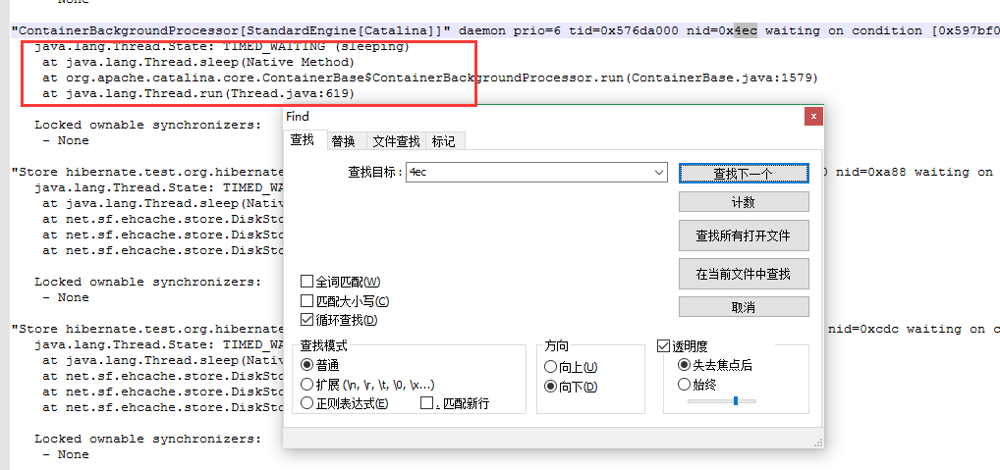 None
"ContainerBackgroundProcessor[StandardEngine[Catalina]]" daemon prio=6 tid=0x576da000 nid=0x4ec waiting on condition [0x597bf0
java.lang.Thread.State: TIMED_WAITING (sleeping)
at java.lang.Thread.sleep(Native Method)
at org.apache.catalina.core.ContainerBase$ContainerBackgroundProcessor.run(ContainerBase.java:1579)
at java.lang.Thread.run(Thread.java:619)
Locked ownable synchronizers:
- None
"Store hibernate.test.org.hiberna
0 nid=0xa88 waiting on
java.lang.Thread.State: TIMED_WA
at java.lang.Thread.sleep(Nati
at net.sf.ehcache.store.DiskSto
at net.sf.ehcache.store.DiskSto
at net.sf.ehcache.store.DiskSto
Locked ownable synchronizers:
- None
"Store hibernate.test.org.hibernate
nid=0xcdc waiting on c
java.lang.Thread.State: TIMED_WA
at java.lang.Thread.sleep(Nati
at net.sf.ehcache.store.DiskSto
at net.sf.ehcache.store.DiskSto
at net.sf.ehcache.store.DiskSto
Locked ownable synchronizers:
- None
Find
x
查找 替换 文件查找 标记
查找目标: 4ec
查找下一个
计数
查找所有打开文件
在当前文件中查找
取消
全词匹配(W)
匹配大小写(C)
循环查找(D)
查找模式
普通
扩展 (\n, \r, \t, \0, \x...)
正则表达式(E) . 匹配新行
方向
向上(U)
向下(D)
透明度
失去焦点后
始终